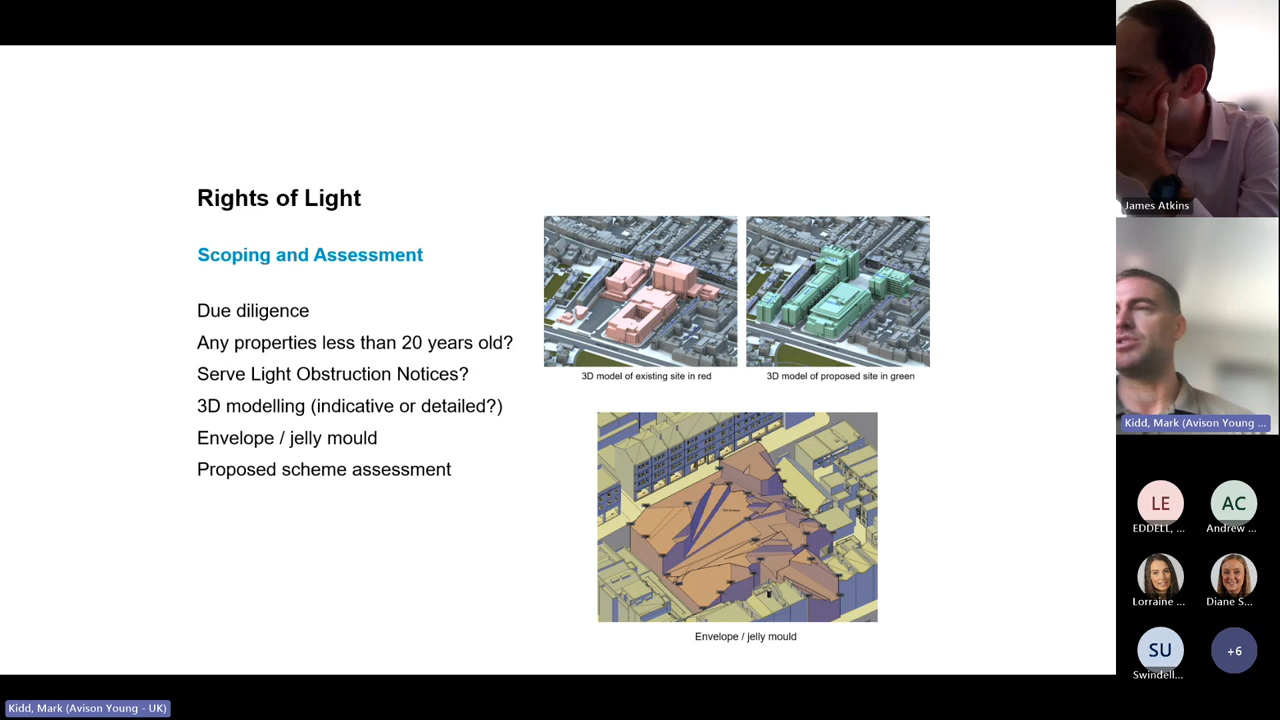 Rights of Light
Scoping and Assessment
Due diligence
Any properties less than 20 years old?
Serve Light Obstruction Notices?
3D modelling (indicative or detailed?)
Envelope / jelly mould
Proposed scheme assessment
3D model of existing site in red
3D model of proposed site in green
Envelope / jelly mould
James Atkins
Kidd, Mark (Avison Young ...
LE
AC
EDDELL, ...
Andrew ...
Lorraine ...
Diane S...
SU
+6
Swindell...
Kidd, Mark (Avison Young - UK)